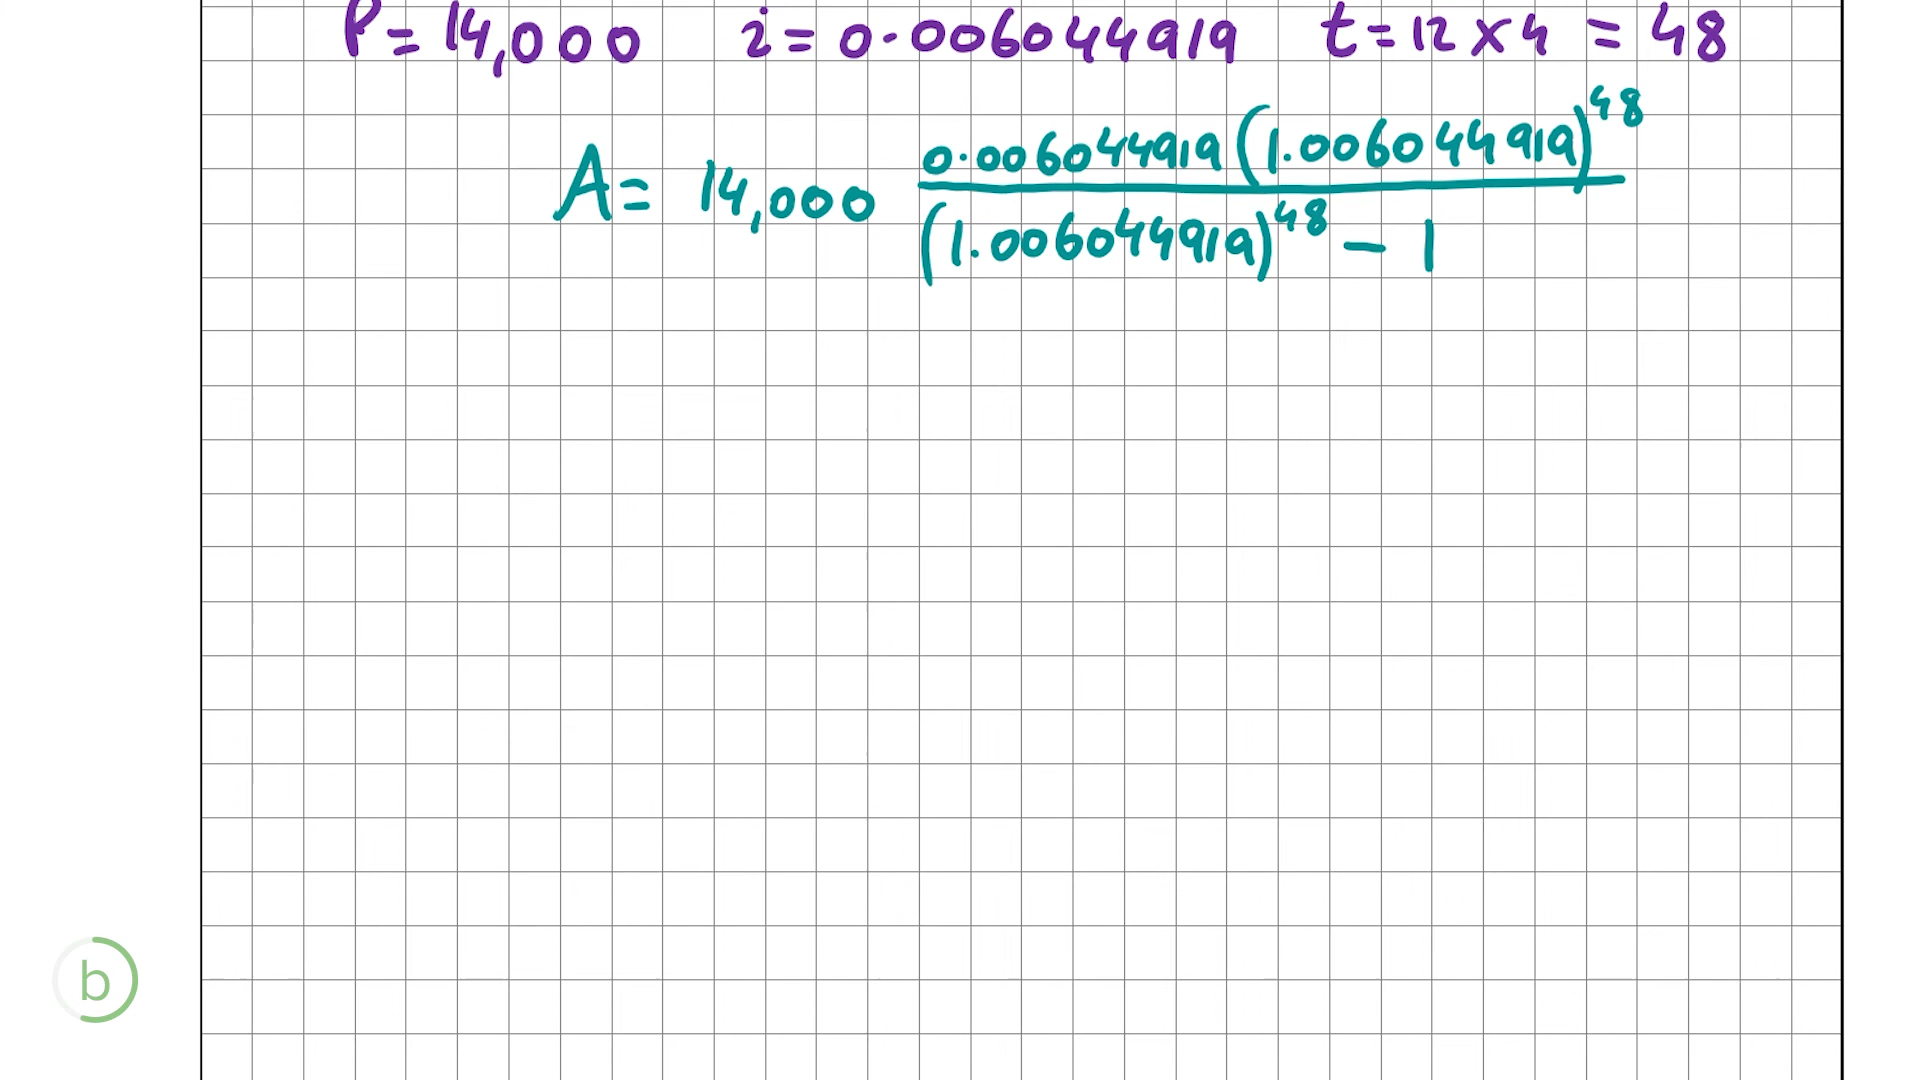 P = 14,000 i = 0.006044919 t = 12 x 4 = 48
A = 14,000 0.006044919 (1.006044919)^48
(1.006044919)^48 - 1
b